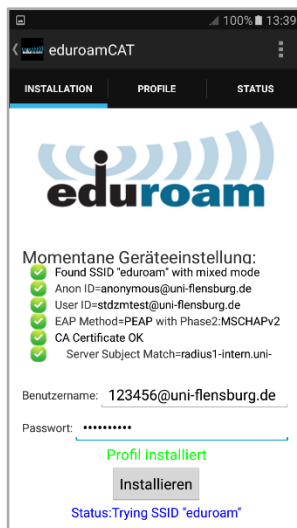 100% 13:39
eduroamCAT
INSTALLATION PROFILE STATUS
eduroam
Momentane Geräteeinstellung:
Found SSID "eduroam" with mixed mode
Anon ID=anonymous@uni-flensburg.de
User ID=stdzmtest@uni-flensburg.de
EAP Method=PEAP with Phase2:MSCHAPv2
CA Certificate OK
Server Subject Match=radius1-intern.uni-
Benutzername: 123456@uni-flensburg.de
Passwort: ••••••••••
Profil installiert
Installieren
Status:Trying SSID "eduroam"